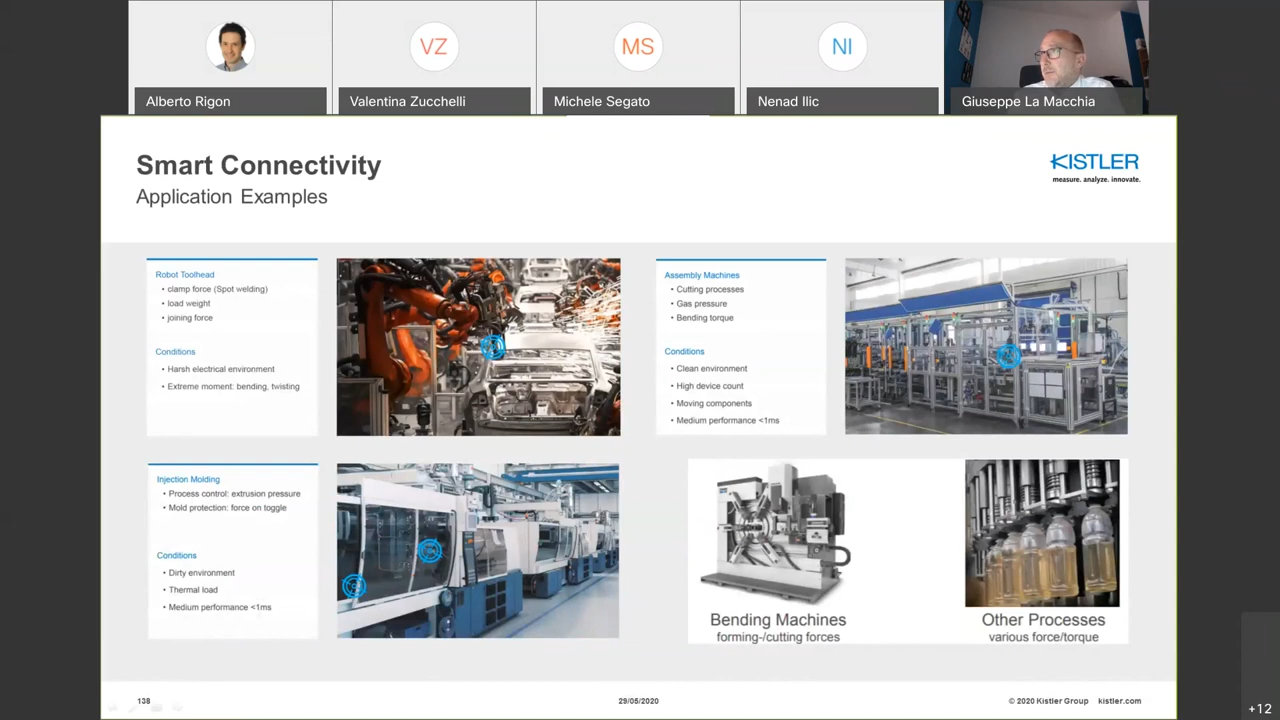 VZ
MS
NI
Alberto Rigon
Valentina Zucchelli
Michele Segato
Nenad Ilic
Giuseppe La Macchia
Smart Connectivity
Application Examples
KISTLER
measure. analyze. innovate.
Robot Toolhead
• clamp force (Spot welding)
• load weight
• joining force
Conditions
• Harsh electrical environment
• Extreme moment: bending, twisting
Assembly Machines
• Cutting processes
• Gas pressure
• Bending torque
Conditions
• Clean environment
• High device count
• Moving components
• Medium performance <1ms
Injection Molding
• Process control: extrusion pressure
• Mold protection: force on toggle
Conditions
• Dirty environment
• Thermal load
• Medium performance <1ms
Bending Machines
forming-/cutting forces
Other Processes
various force/torque
138
29/05/2020
© 2020 Kistler Group kistler.com
+12